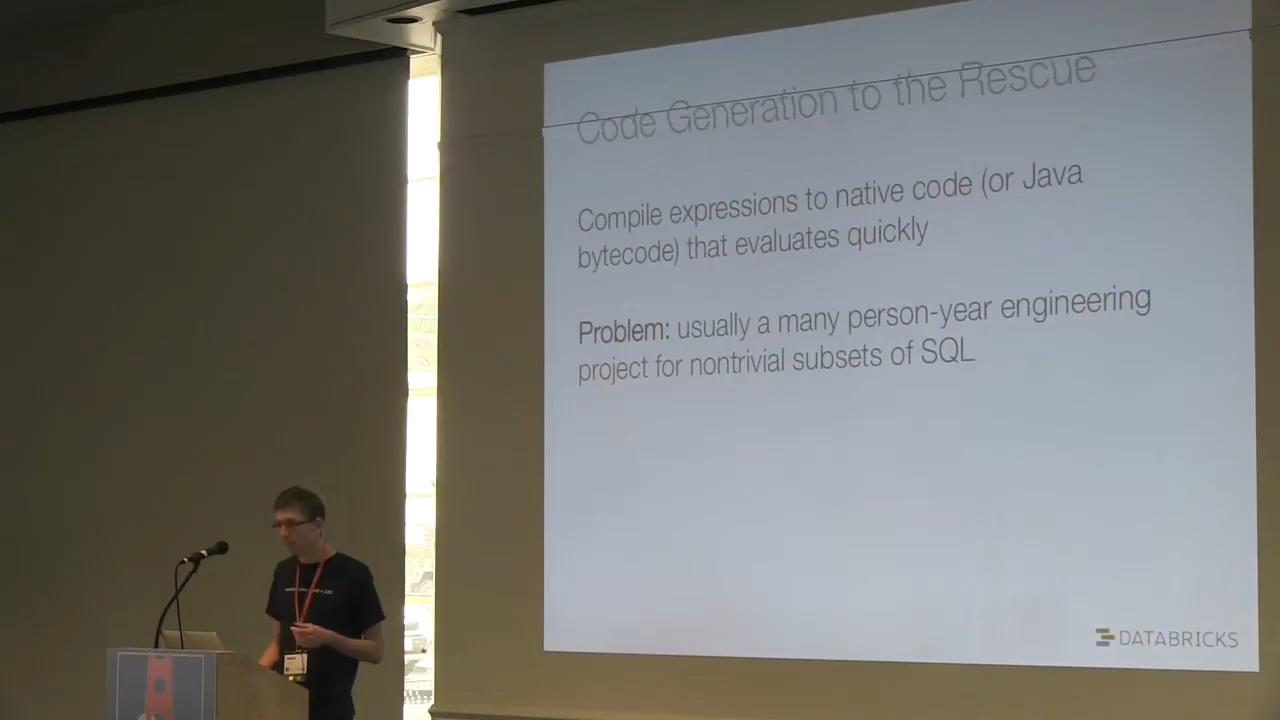 Code Generation to the Rescue
Compile expressions to native code (or Java
bytecode) that evaluates quickly
Problem: usually a many person-year engineering
project for nontrivial subsets of SQL
DATABRICKS